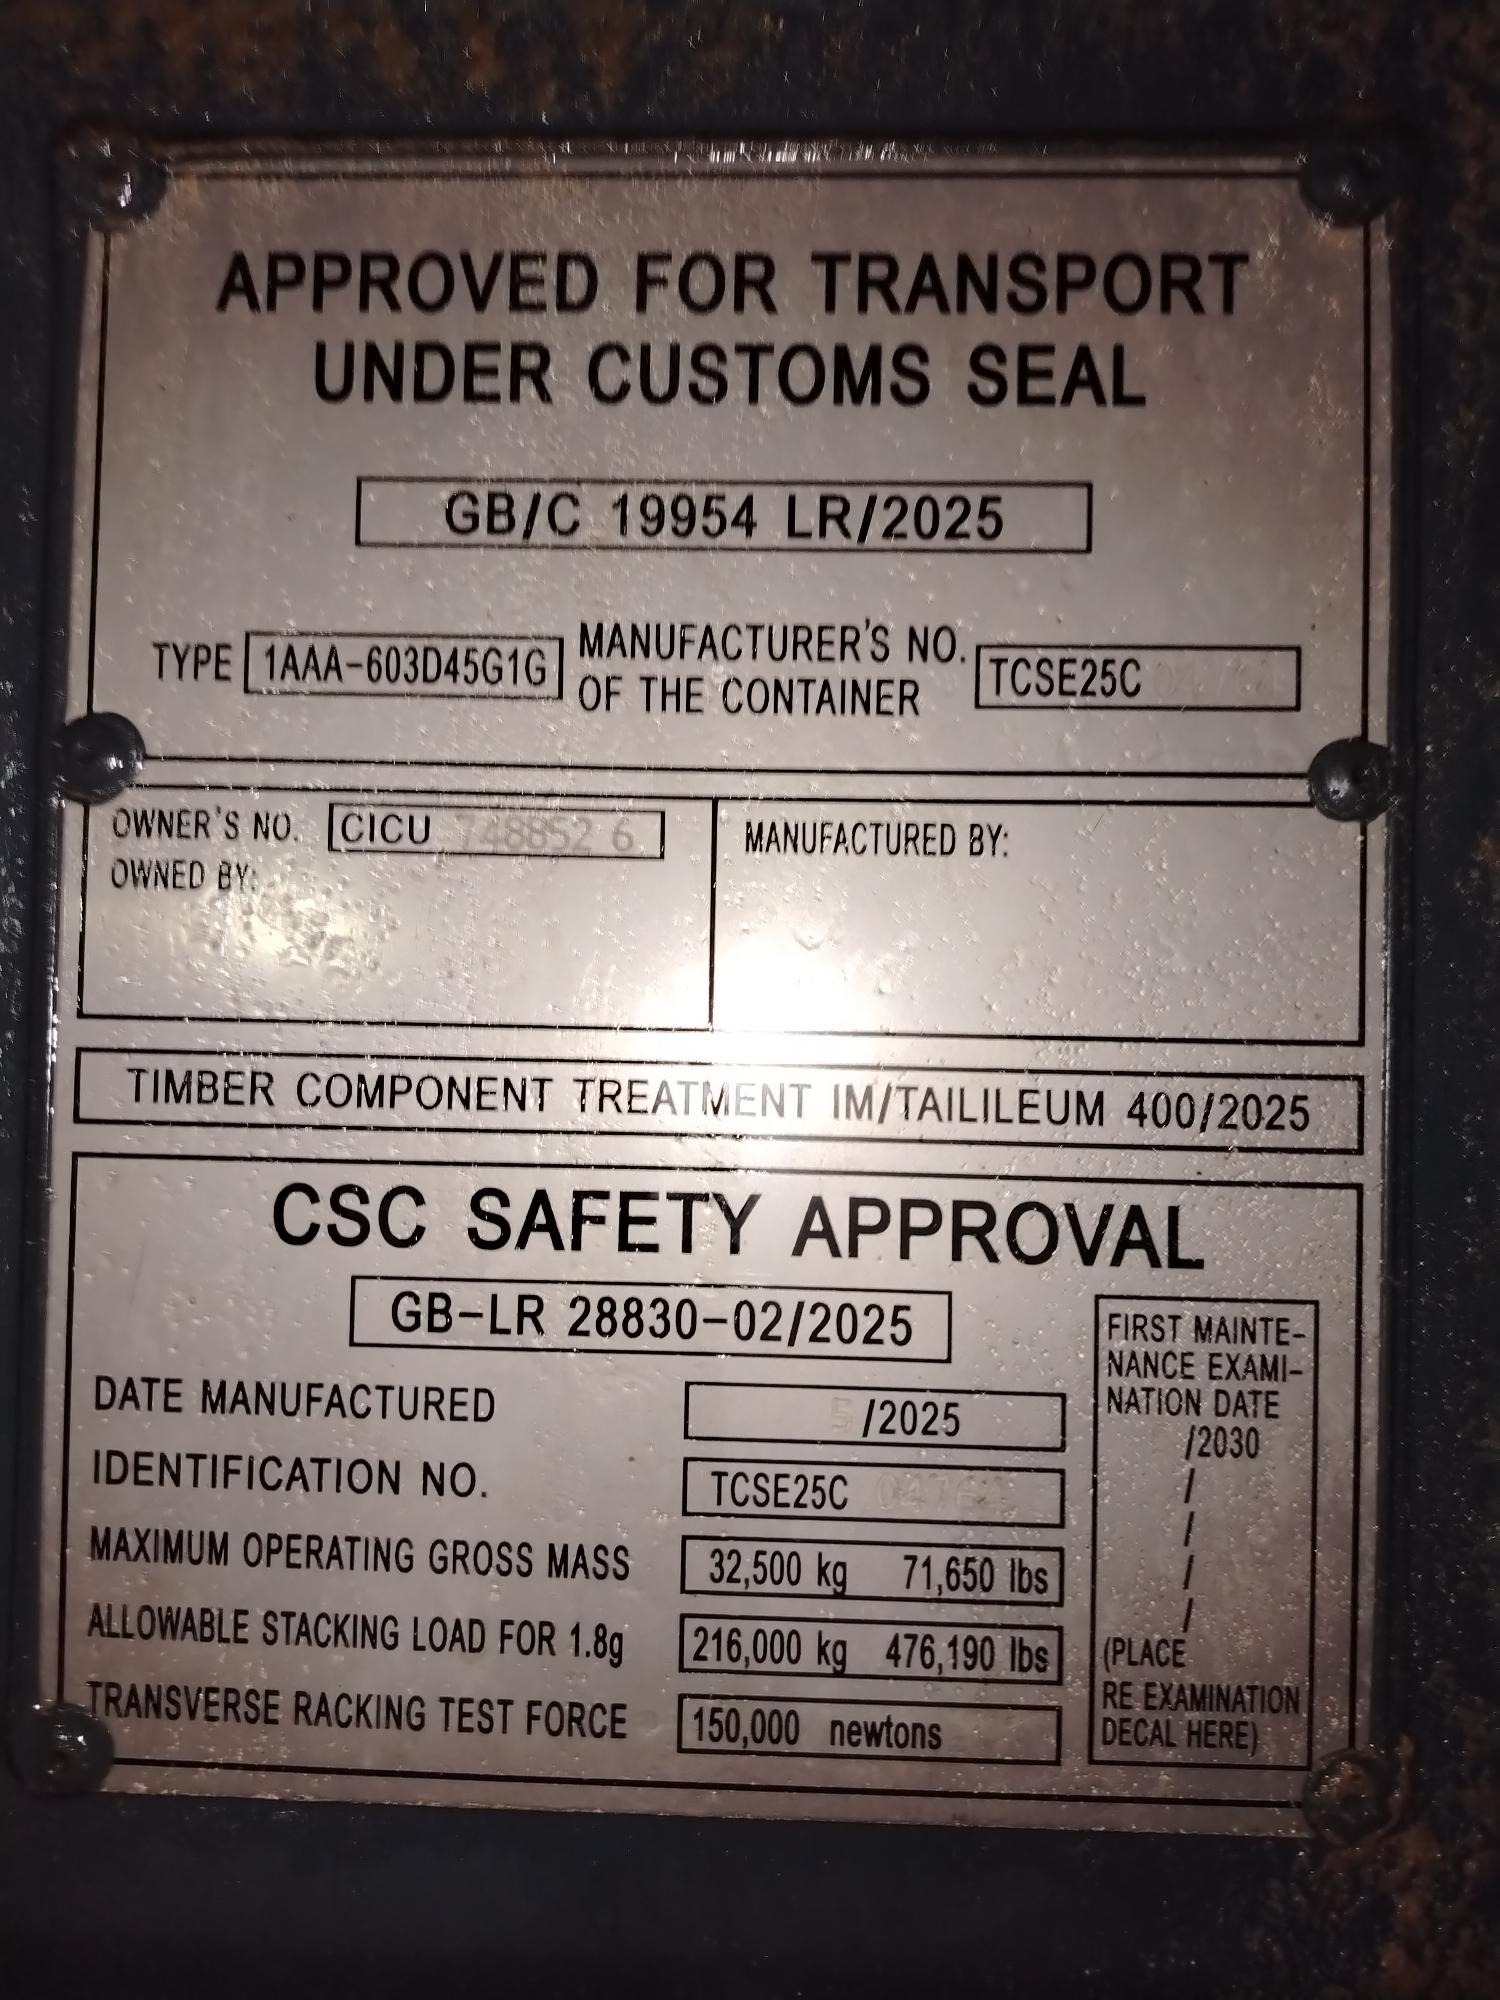 APPROVED FOR TRANSPORT
UNDER CUSTOMS SEAL
GB/C 19954 LR/2025
TYPE 1AAA-603D45G1G
MANUFACTURER'S NO.
OF THE CONTAINER
TCSE25C
OWNER'S NO. CICU 748852 6
OWNED BY:
MANUFACTURED BY:
TIMBER COMPONENT TREATMENT IM/TAILILEUM 400/2025
CSC SAFETY APPROVAL
GB-LR 28830-02/2025
DATE MANUFACTURED 5/2025
IDENTIFICATION NO. TCSE25C
MAXIMUM OPERATING GROSS MASS 32,500 kg 71,650 lbs
ALLOWABLE STACKING LOAD FOR 1.8g 216,000 kg 476,190 lbs
TRANSVERSE RACKING TEST FORCE 150,000 newtons
FIRST MAINTE-
NANCE EXAMI-
NATION DATE
/2030
/
/
/
/
(PLACE
RE EXAMINATION
DECAL HERE)